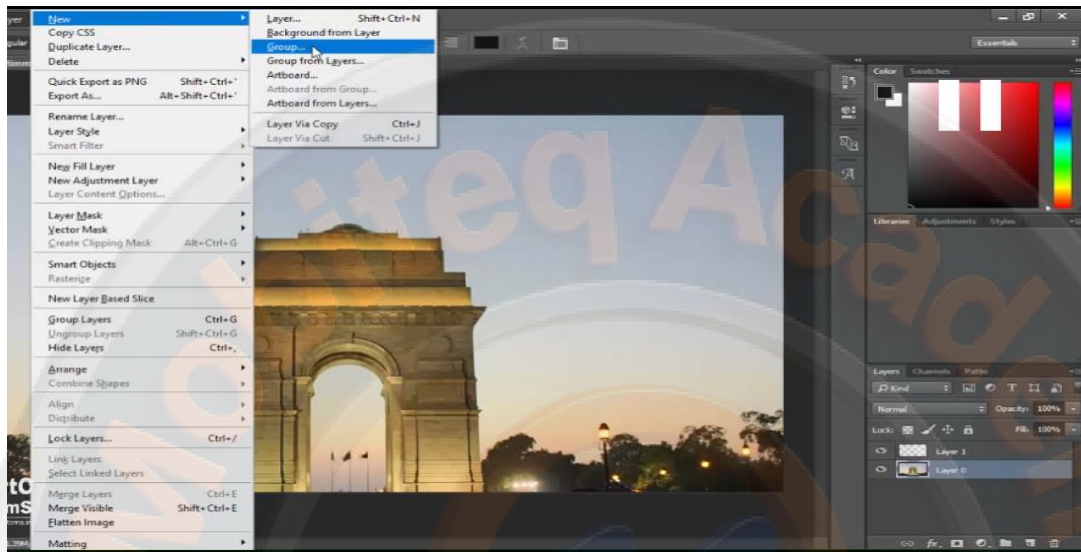 yer
New
Layer... Shift+Ctrl+N
Copy CSS
Background from Layer
Duplicate Layer...
Group...
Delete
Group from Layers...
Artboard...
Quick Export as PNG Shift+Ctrl+'
Artboard from Group...
Export As... Alt+Shift+Ctrl+'
Artboard from Layers...
Rename Layer...
Layer Via Copy Ctrl+J
Layer Style
Layer Via Cut Shift+Ctrl+J
Smart Filter
New Fill Layer
New Adjustment Layer
Layer Content Options...
Layer Mask
Vector Mask
Create Clipping Mask Alt+Ctrl+G
Smart Objects
Rasterize
New Layer Based Slice
Group Layers Ctrl+G
Ungroup Layers Shift+Ctrl+G
Hide Layers Ctrl+,
Arrange
Combine Shapes
Align
Distribute
Lock Layers... Ctrl+/
Link Layers
Select Linked Layers
Merge Layers Ctrl+E
Merge Visible Shift+Ctrl+E
Flatten Image
Matting
Essentials
Color Swatches
Libraries Adjustments Styles
Layers Channels Paths
Kind
Normal Opacity: 100%
Lock: Fill: 100%
Layer 1
Layer 0
Mohiteq Academ